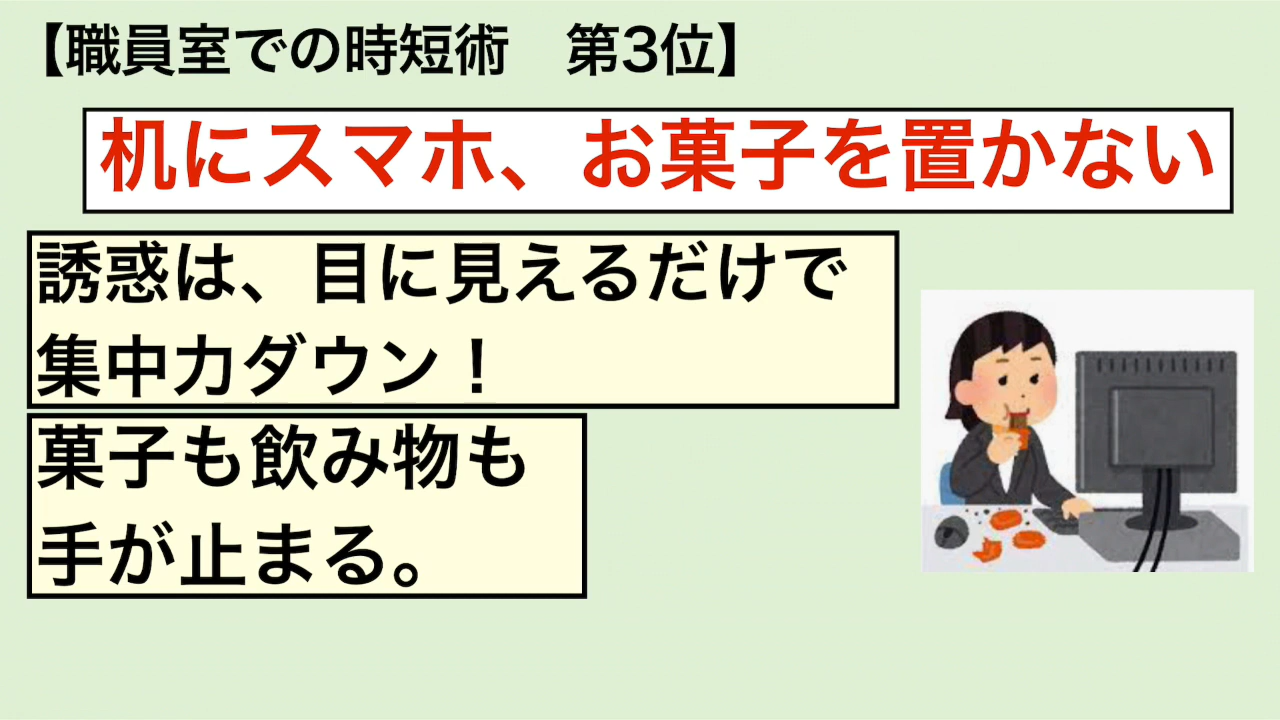 【職員室での時短術　第3位】
机にスマホ、お菓子を置かない
誘惑は、目に見えるだけで
集中力ダウン！
菓子も飲み物も
手が止まる。